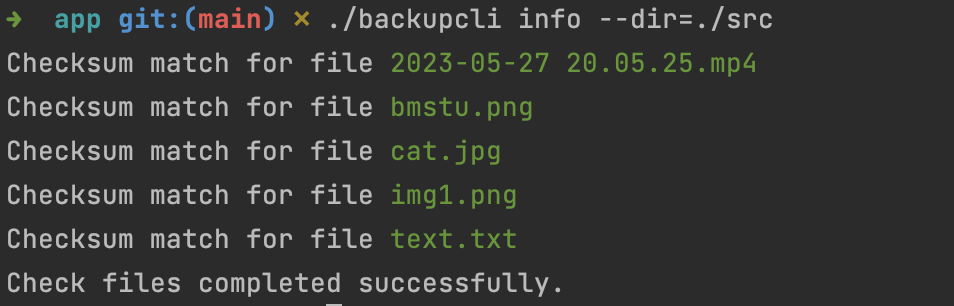 ➜  app git:(main) ✗ ./backupcli info --dir=./src
Checksum match for file 2023-05-27 20.05.25.mp4
Checksum match for file bmstu.png
Checksum match for file cat.jpg
Checksum match for file img1.png
Checksum match for file text.txt
Check files completed successfully.